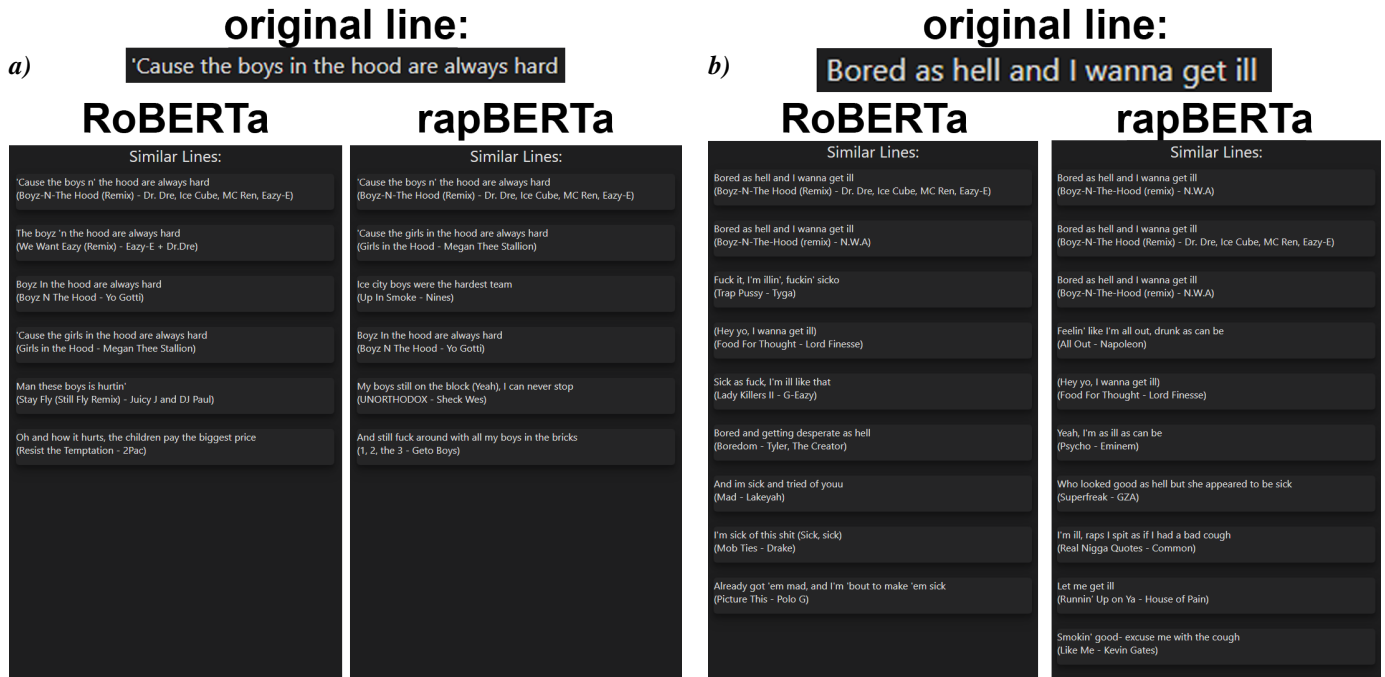 original line:
a) 'Cause the boys in the hood are always hard
RoBERTa
Similar Lines:
'Cause the boys n' the hood are always hard
(Boyz-N-The Hood (Remix) - Dr. Dre, Ice Cube, MC Ren, Eazy-E)
The boyz 'n the hood are always hard
(We Want Eazy (Remix) - Eazy-E + Dr.Dre)
Boyz In the hood are always hard
(Boyz N The Hood - Yo Gotti)
'Cause the girls in the hood are always hard
(Girls in the Hood - Megan Thee Stallion)
Man these boys is hurtin'
(Stay Fly (Still Fly Remix) - Juicy J and DJ Paul)
Oh and how it hurts, the children pay the biggest price
(Resist the Temptation - 2Pac)
rapBERTa
Similar Lines:
'Cause the boys n' the hood are always hard
(Boyz-N-The Hood (Remix) - Dr. Dre, Ice Cube, MC Ren, Eazy-E)
'Cause the girls in the hood are always hard
(Girls in the Hood - Megan Thee Stallion)
Ice city boys were the hardest team
(Up In Smoke - Nines)
Boyz In the hood are always hard
(Boyz N The Hood - Yo Gotti)
My boys still on the block (Yeah), I can never stop
(UNORTHODOX - Sheck Wes)
And still fuck around with all my boys in the bricks
(1, 2, the 3 - Geto Boys)
original line:
b) Bored as hell and I wanna get ill
RoBERTa
Similar Lines:
Bored as hell and I wanna get ill
(Boyz-N-The Hood (Remix) - Dr. Dre, Ice Cube, MC Ren, Eazy-E)
Bored as hell and I wanna get ill
(Boyz-N-The-Hood (remix) - N.W.A)
Fuck it, I'm illin', fuckin' sicko
(Trap Pussy - Tyga)
(Hey yo, I wanna get ill)
(Food For Thought - Lord Finesse)
Sick as fuck, I'm ill like that
(Lady Killers II - G-Eazy)
Bored and getting desperate as hell
(Boredom - Tyler, The Creator)
And im sick and tried of youu
(Mad - Lakeyah)
I'm sick of this shit (Sick, sick)
(Mob Ties - Drake)
Already got 'em mad, and I'm 'bout to make 'em sick
(Picture This - Polo G)
rapBERTa
Similar Lines:
Bored as hell and I wanna get ill
(Boyz-N-The-Hood (remix) - N.W.A)
Bored as hell and I wanna get ill
(Boyz-N-The Hood (Remix) - Dr. Dre, Ice Cube, MC Ren, Eazy-E)
Bored as hell and I wanna get ill
(Boyz-N-The-Hood (remix) - N.W.A)
Feelin' like I'm all out, drunk as can be
(All Out - Napoleon)
(Hey yo, I wanna get ill)
(Food For Thought - Lord Finesse)
Yeah, I'm as ill as can be
(Psycho - Eminem)
Who looked good as hell but she appeared to be sick
(Superfreak - GZA)
I'm ill, raps I spit as if I had a bad cough
(Real Nigga Quotes - Common)
Let me get ill
(Runnin' Up on Ya - House of Pain)
Smokin' good- excuse me with the cough
(Like Me - Kevin Gates)